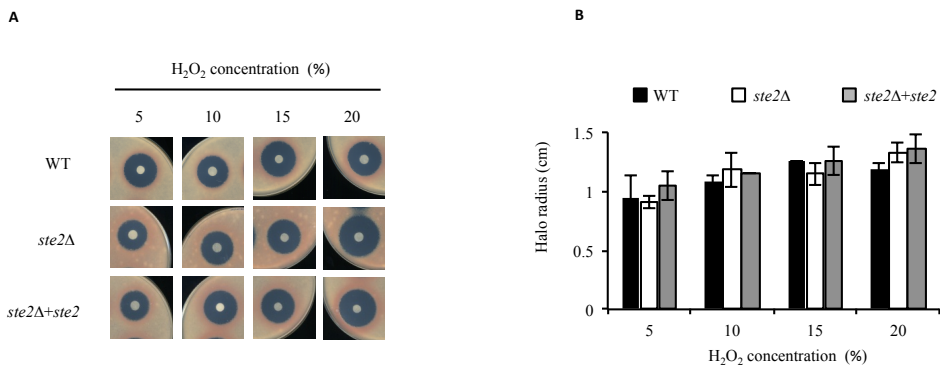 A
H₂O₂ concentration (%)
5 10 15 20
WT
ste2Δ
ste2Δ+ste2
B
WT ste2Δ ste2Δ+ste2
Halo radius (cm)
1.5
1
0.5
0
5 10 15 20
H₂O₂ concentration (%)